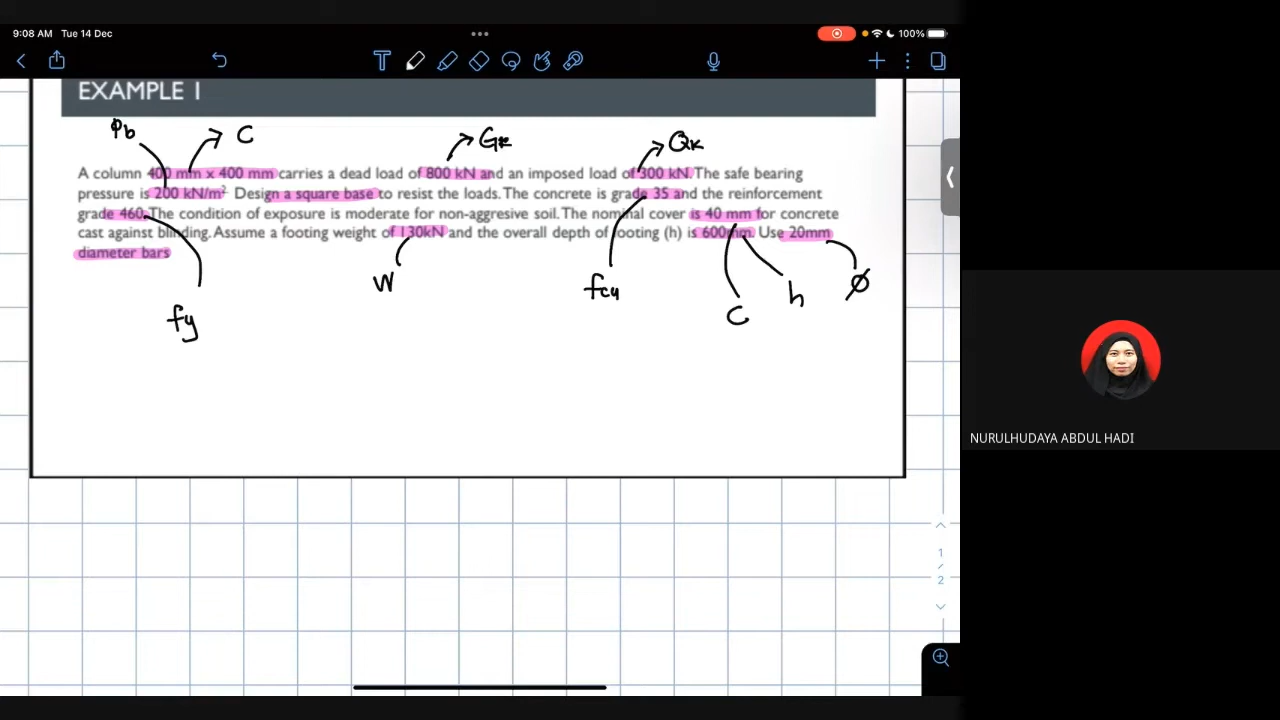 9:08 AM Tue 14 Dec
100%
EXAMPLE 1
Pb
C
GK
QK
A column 400 mm x 400 mm carries a dead load of 800 kN and an imposed load of 300 kN. The safe bearing
pressure is 200 kN/m² Design a square base to resist the loads. The concrete is grade 35 and the reinforcement
grade 460. The condition of exposure is moderate for non-aggresive soil. The nominal cover is 40 mm for concrete
cast against blinding. Assume a footing weight of 130kN and the overall depth of footing (h) is 600mm. Use 20mm
diameter bars
W
fcu
h
Ø
C
fy
NURULHUDAYA ABDUL HADI
1
/
2